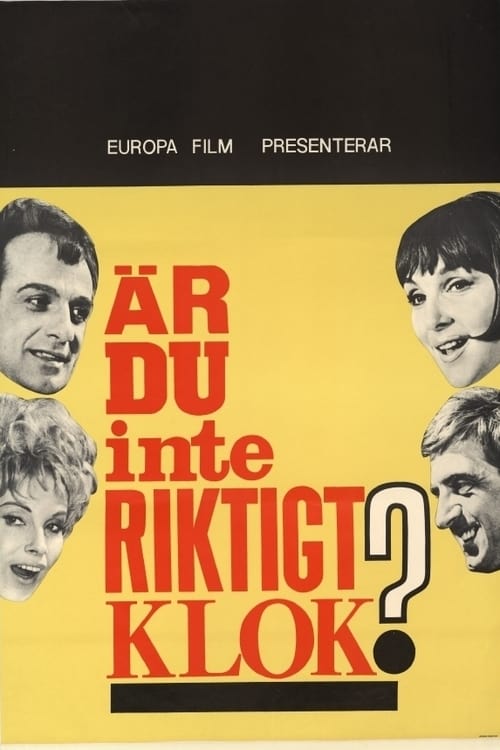 EUROPA FILM PRESENTERAR
ÄR
DU
inte
RIKTIGT
KLOK?